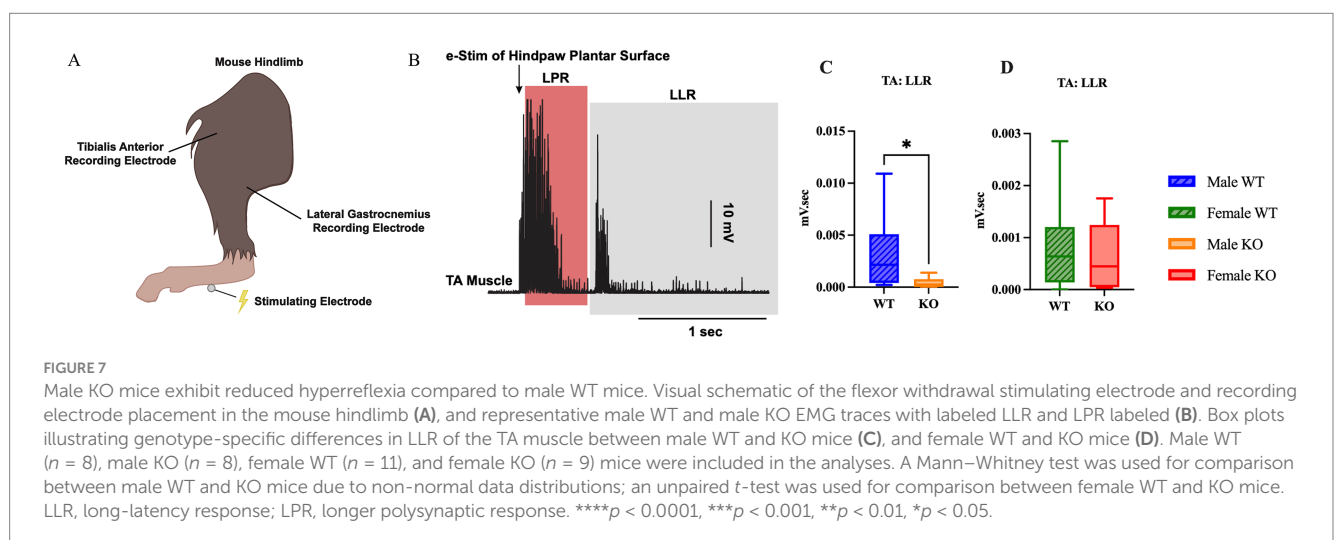 A
Mouse Hindlimb
Tibialis Anterior
Recording Electrode
Lateral Gastrocnemius
Recording Electrode
Stimulating Electrode
B
e-Stim of Hindpaw Plantar Surface
LPR
LLR
10 mV
TA Muscle
1 sec
C
TA: LLR
mV.sec
0.015
0.010
0.005
0.000
*
WT
KO
D
TA: LLR
mV.sec
0.003
0.002
0.001
0.000
WT
KO
Male WT
Female WT
Male KO
Female KO
FIGURE 7
Male KO mice exhibit reduced hyperreflexia compared to male WT mice. Visual schematic of the flexor withdrawal stimulating electrode and recording
electrode placement in the mouse hindlimb (A), and representative male WT and male KO EMG traces with labeled LLR and LPR labeled (B). Box plots
illustrating genotype-specific differences in LLR of the TA muscle between male WT and KO mice (C), and female WT and KO mice (D). Male WT
(n = 8), male KO (n = 8), female WT (n = 11), and female KO (n = 9) mice were included in the analyses. A Mann–Whitney test was used for comparison
between male WT and KO mice due to non-normal data distributions; an unpaired t-test was used for comparison between female WT and KO mice.
LLR, long-latency response; LPR, longer polysynaptic response. ****p < 0.0001, ***p < 0.001, **p < 0.01, *p < 0.05.